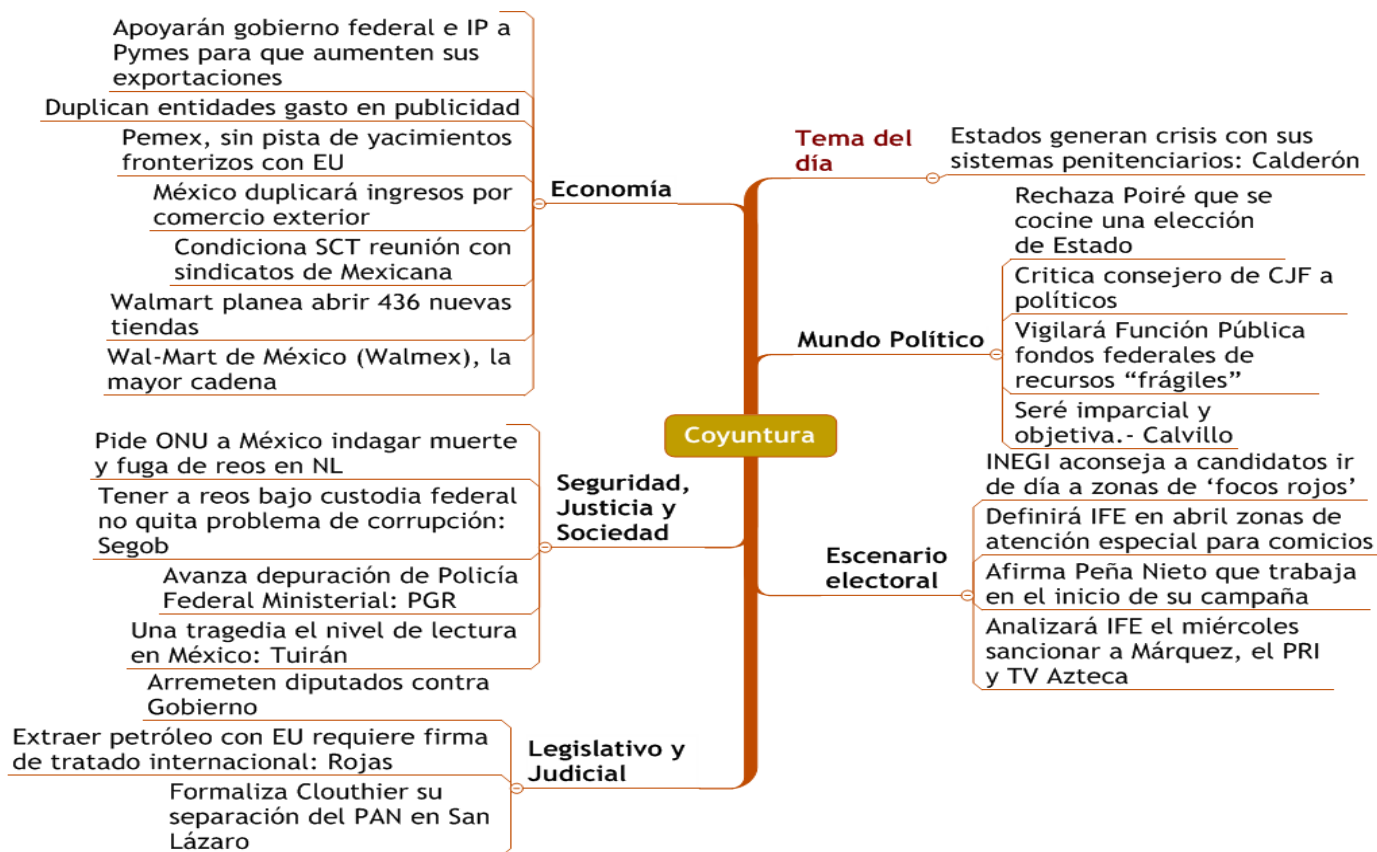 Coyuntura
Tema del
día
Estados generan crisis con sus
sistemas penitenciarios: Calderón
Mundo Político
Rechaza Poiré que se
cocine una elección
de Estado
Critica consejero de CJF a
políticos
Vigilará Función Pública
fondos federales de
recursos “frágiles”
Seré imparcial y
objetiva.- Calvillo
Escenario
electoral
INEGI aconseja a candidatos ir
de día a zonas de ‘focos rojos’
Definirá IFE en abril zonas de
atención especial para comicios
Afirma Peña Nieto que trabaja
en el inicio de su campaña
Analizará IFE el miércoles
sancionar a Márquez, el PRI
y TV Azteca
Economía
Apoyarán gobierno federal e IP a
Pymes para que aumenten sus
exportaciones
Duplican entidades gasto en publicidad
Pemex, sin pista de yacimientos
fronterizos con EU
México duplicará ingresos por
comercio exterior
Condiciona SCT reunión con
sindicatos de Mexicana
Walmart planea abrir 436 nuevas
tiendas
Wal-Mart de México (Walmex), la
mayor cadena
Seguridad,
Justicia y
Sociedad
Pide ONU a México indagar muerte
y fuga de reos en NL
Tener a reos bajo custodia federal
no quita problema de corrupción:
Segob
Avanza depuración de Policía
Federal Ministerial: PGR
Una tragedia el nivel de lectura
en México: Tuirán
Legislativo y
Judicial
Arremeten diputados contra
Gobierno
Extraer petróleo con EU requiere firma
de tratado internacional: Rojas
Formaliza Clouthier su
separación del PAN en San
Lázaro